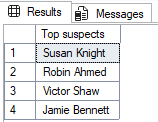 Results Messages
Top suspects
1 Susan Knight
2 Robin Ahmed
3 Victor Shaw
4 Jamie Bennett